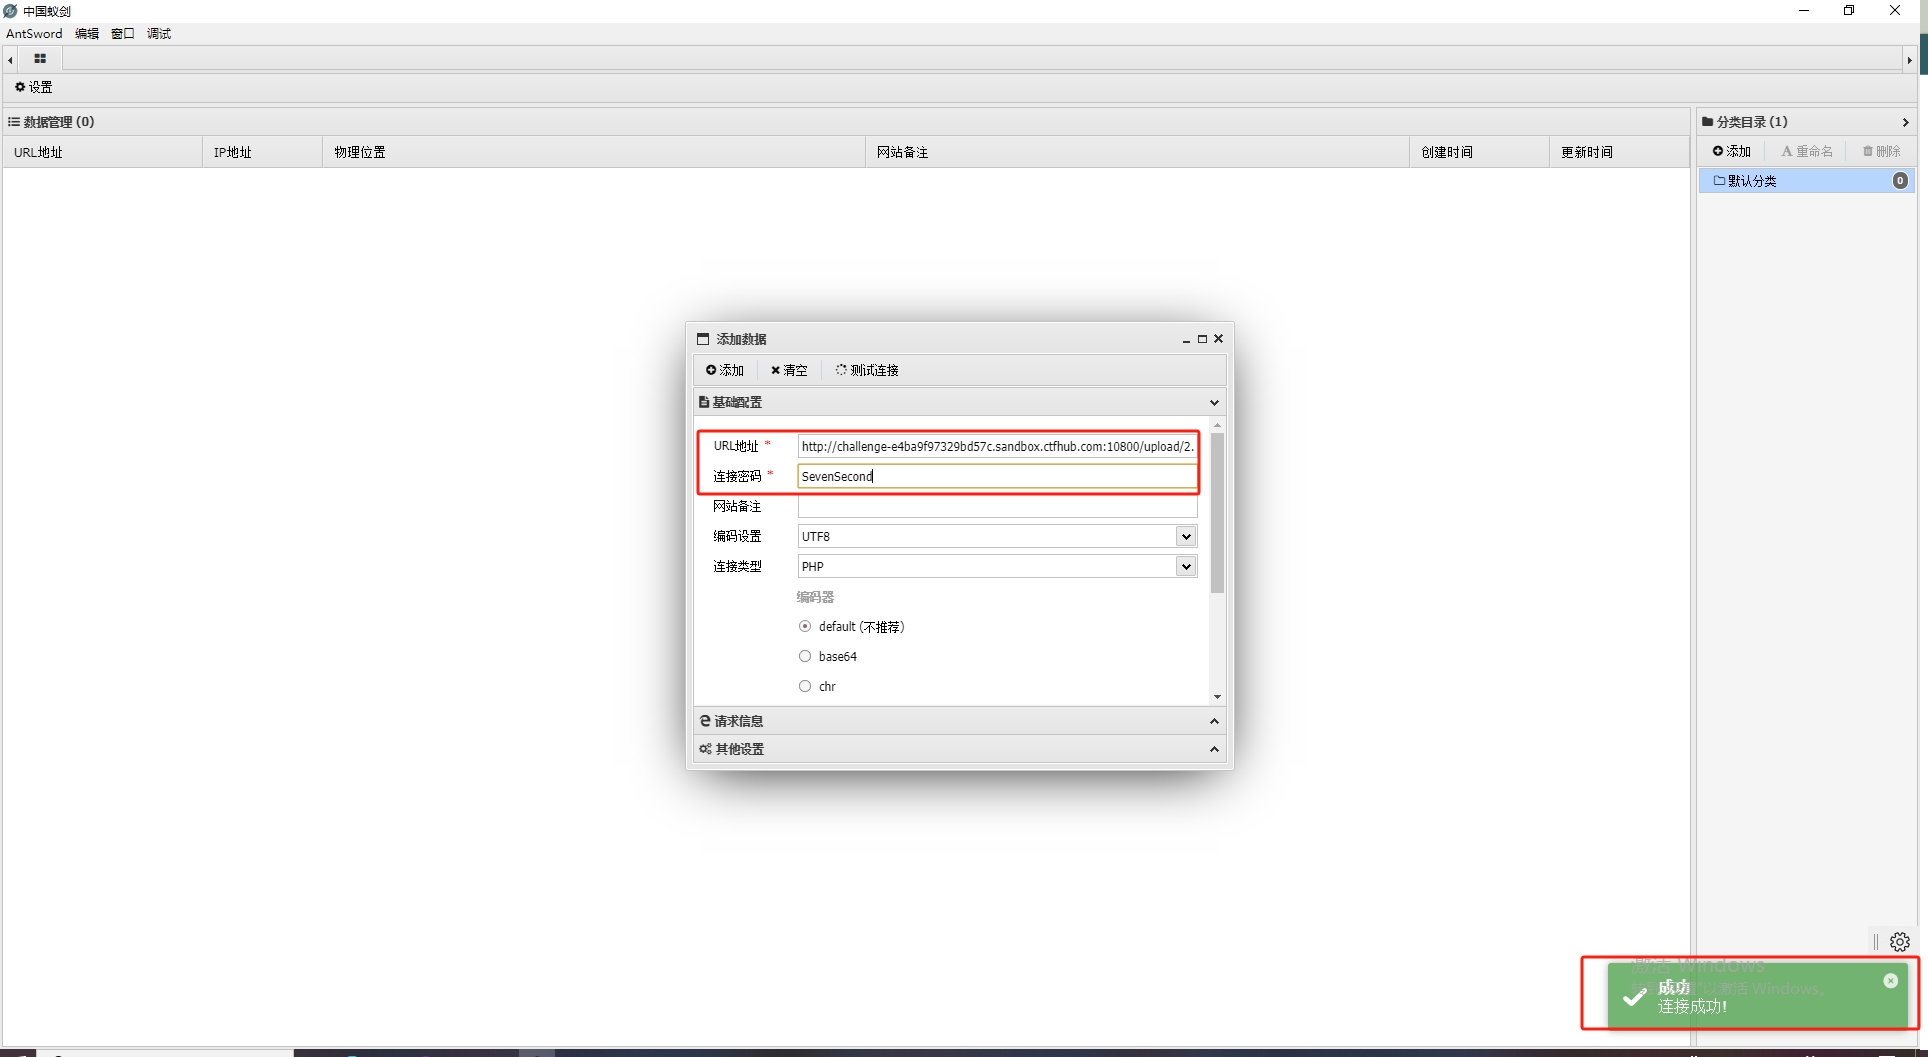 中国蚁剑
AntSword 编辑 窗口 调试
设置
数据管理 (0)
URL地址 IP地址 物理位置 网站备注 创建时间 更新时间
分类目录 (1)
添加 重命名 删除
默认分类 0
添加数据
添加 清空 测试连接
基础配置
URL地址 * http://challenge-e4ba9f97329bd57c.sandbox.ctfhub.com:10800/upload/2.
连接密码 * SevenSecond
网站备注
编码设置 UTF8
连接类型 PHP
编码器
default (不推荐)
base64
chr
请求信息
其他设置
激活 Windows
成功
连接成功!